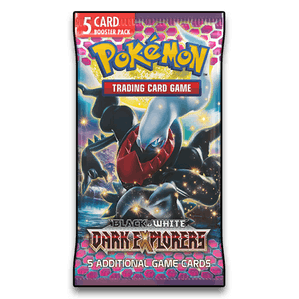 5 CARD
BOOSTER PACK
POKéMON
TRADING CARD GAME
BLACK & WHITE
DARK EXPLORERS
5 ADDITIONAL GAME CARDS